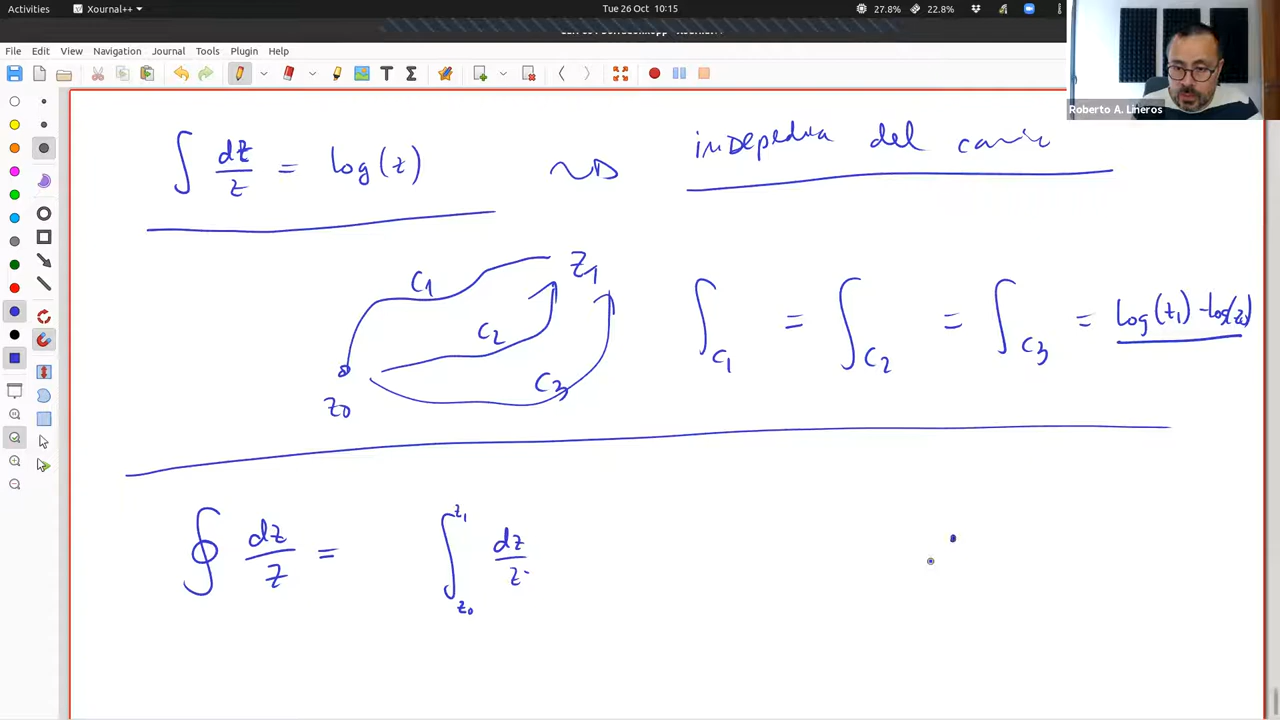 Activities Xournal++ Tue 26 Oct 10:15 27.8% 22.8%
File Edit View Navigation Journal Tools Plugin Help
Roberto A. Lineros
∫ dz/z = log(z) ~D
del
z1
C1
C2
C3
z0
∫C1 = ∫C2 = ∫C3 = log(z1) - log(z0)
∮ dz/z = ∫z0^z1 dz/z